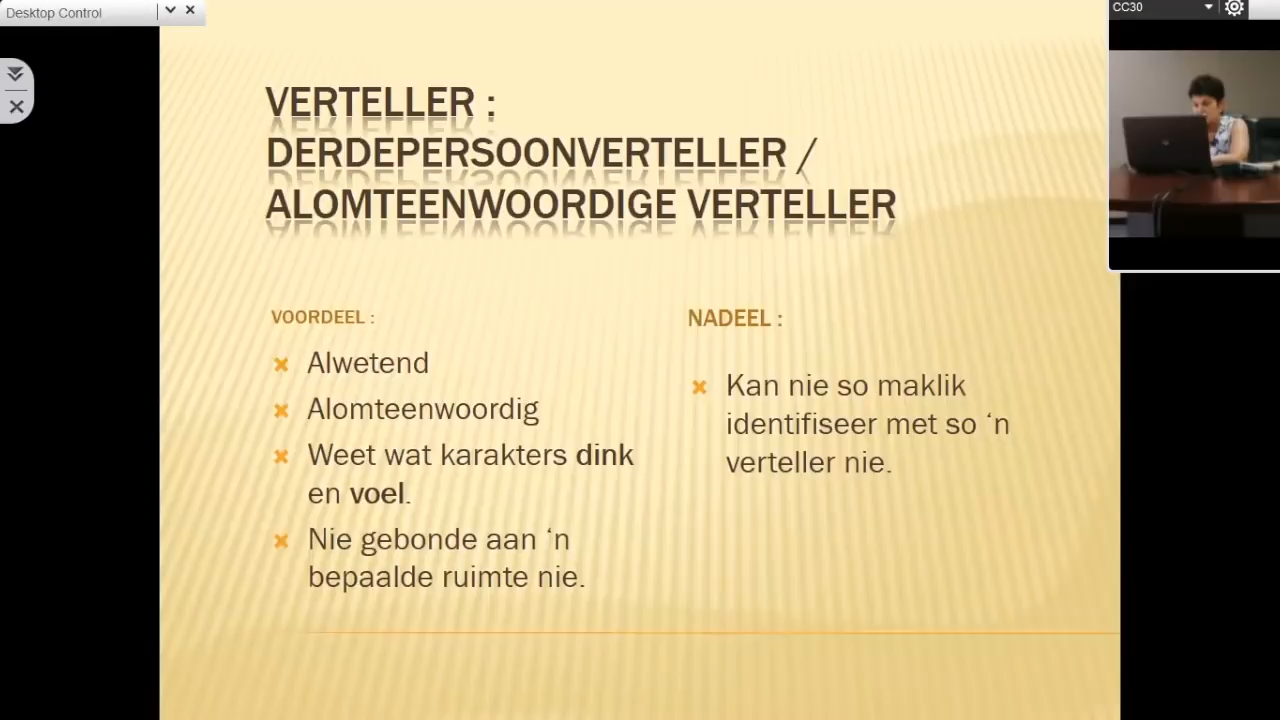 Desktop Control
CC30
VERTELLER :
DERDEPERSOONVERTELLER /
ALOMTEENWOORDIGE VERTELLER
VOORDEEL :
Alwetend
Alomteenwoordig
Weet wat karakters dink
en voel.
Nie gebonde aan ‘n
bepaalde ruimte nie.
NADEEL :
Kan nie so maklik
identifiseer met so ‘n
verteller nie.